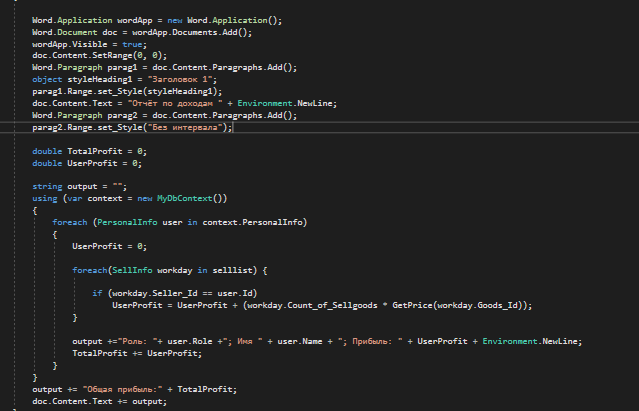 Word.Application wordApp = new Word.Application();
Word.Document doc = wordApp.Documents.Add();
wordApp.Visible = true;
doc.Content.SetRange(0, 0);
Word.Paragraph parag1 = doc.Content.Paragraphs.Add();
object styleHeading1 = "Заголовок 1";
parag1.Range.set_Style(styleHeading1);
doc.Content.Text = "Отчёт по доходам " + Environment.NewLine;
Word.Paragraph parag2 = doc.Content.Paragraphs.Add();
parag2.Range.set_Style("Без интервала");
double TotalProfit = 0;
double UserProfit = 0;
string output = "";
using (var context = new MyDbContext())
{
foreach (PersonalInfo user in context.PersonalInfo)
{
UserProfit = 0;
foreach(SellInfo workday in selllist) {
if (workday.Seller_Id == user.Id)
UserProfit = UserProfit + (workday.Count_of_Sellgoods * GetPrice(workday.Goods_Id));
}
output +="Роль: "+ user.Role +"; Имя " + user.Name + "; Прибыль: " + UserProfit + Environment.NewLine;
TotalProfit += UserProfit;
}
}
output += "Общая прибыль:" + TotalProfit;
doc.Content.Text += output;